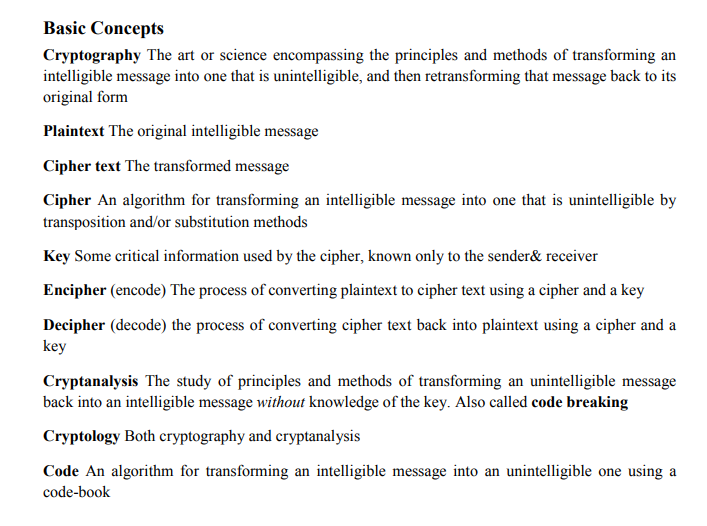 Basic Concepts
Cryptography The art or science encompassing the principles and methods of transforming an
intelligible message into one that is unintelligible, and then retransforming that message back to its
original form
Plaintext The original intelligible message
Cipher text The transformed message
Cipher An algorithm for transforming an intelligible message into one that is unintelligible by
transposition and/or substitution methods
Key Some critical information used by the cipher, known only to the sender& receiver
Encipher (encode) The process of converting plaintext to cipher text using a cipher and a key
Decipher (decode) the process of converting cipher text back into plaintext using a cipher and a
key
Cryptanalysis The study of principles and methods of transforming an unintelligible message
back into an intelligible message without knowledge of the key. Also called code breaking
Cryptology Both cryptography and cryptanalysis
Code An algorithm for transforming an intelligible message into an unintelligible one using a
code-book